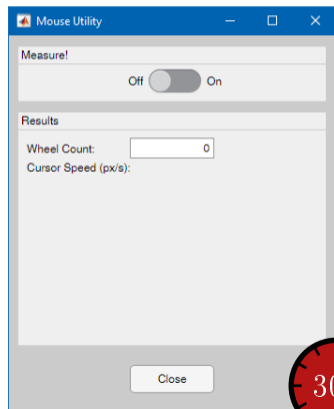 Mouse Utility
Measure!
Off On
Results
Wheel Count: 0
Cursor Speed (px/s):
Close